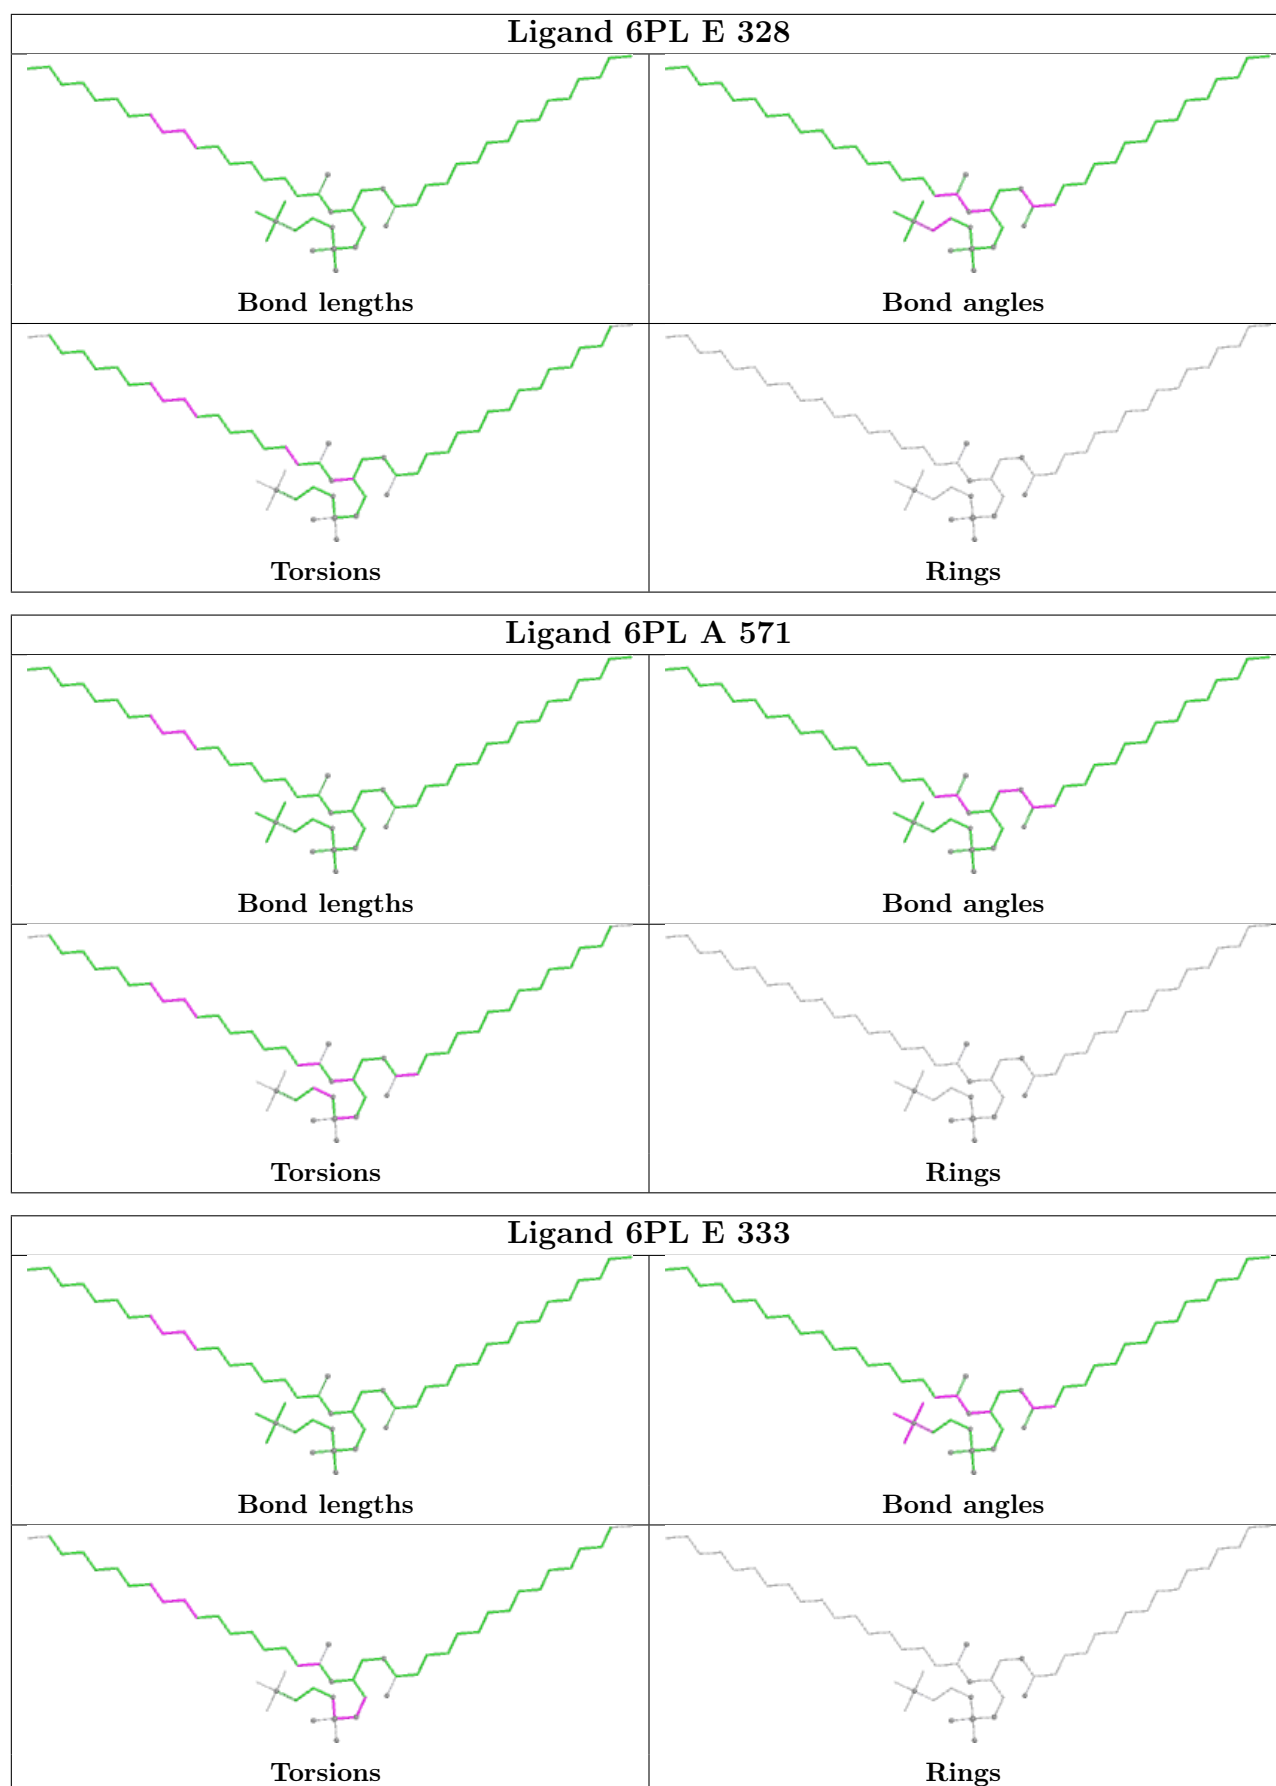 Ligand 6PL E 328
Bond lengths
Bond angles
Torsions
Rings
Ligand 6PL A 571
Bond lengths
Bond angles
Torsions
Rings
Ligand 6PL E 333
Bond lengths
Bond angles
Torsions
Rings